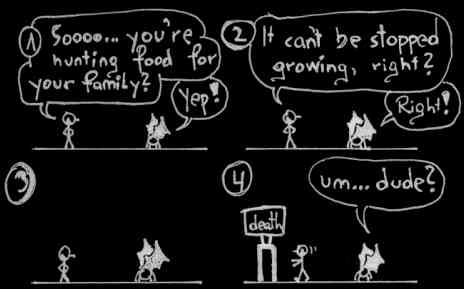 1 Soooo... you're
hunting food for
your family?
Yep!
2 It can't be stopped
growing, right?
Right!
3
4
um... dude?
death